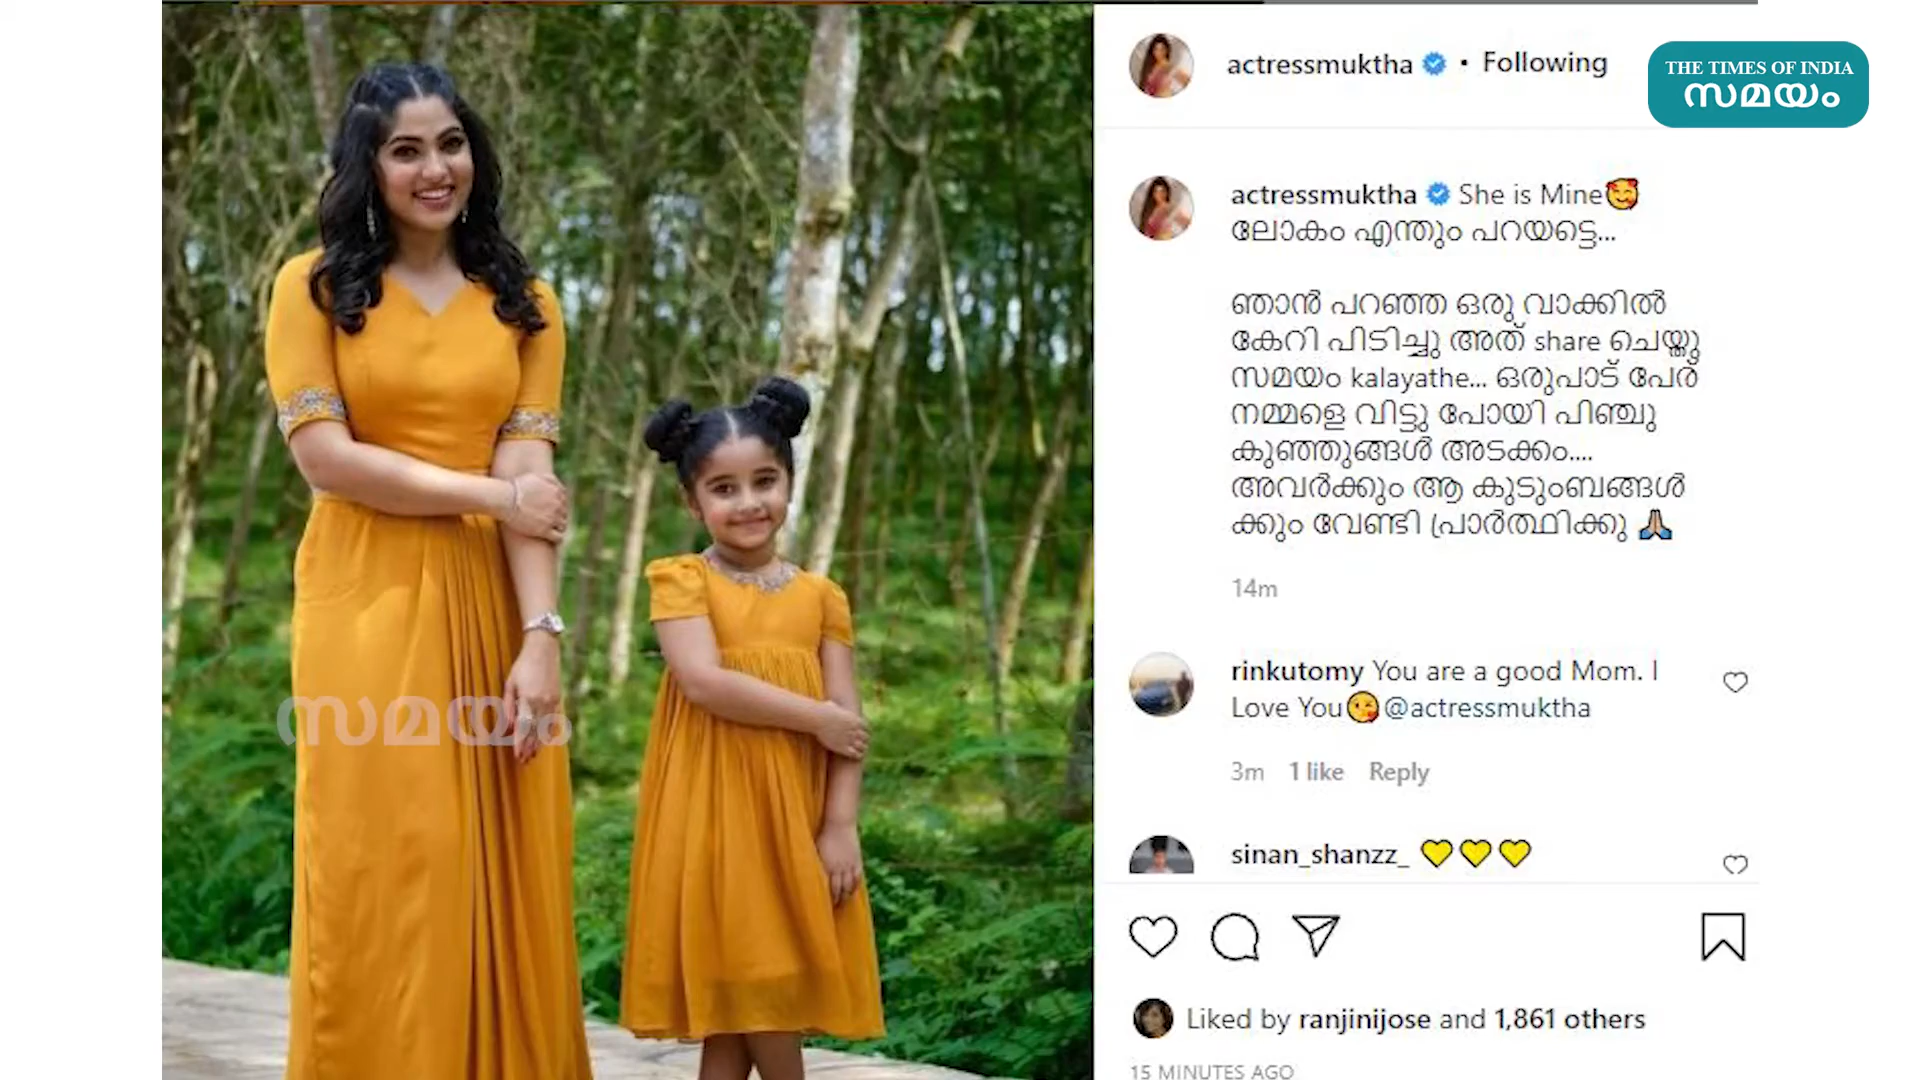 actressmuktha • Following
THE TIMES OF INDIA
സമയം
actressmuktha She is Mine🥰
ലോകം എന്തും പറയട്ടെ...
ഞാൻ പറഞ്ഞ ഒരു വാക്കിൽ
കേറി പിടിച്ചു അത് share ചെയ്തു
സമയം kalayathe... ഒരുപാട് പേര്
നമ്മളെ വിട്ടു പോയി പിഞ്ചു
കുഞ്ഞുങ്ങൾ അടക്കം....
അവർക്കും ആ കുടുംബങ്ങൾ
ക്കും വേണ്ടി പ്രാർത്ഥിക്കു 🙏🏼
14m
rinkutomy You are a good Mom. I
Love You😘@actressmuktha
3m 1 like Reply
sinan_shanzz_ 💛💛💛
Liked by ranjinijose and 1,861 others
15 MINUTES AGO
സമയം